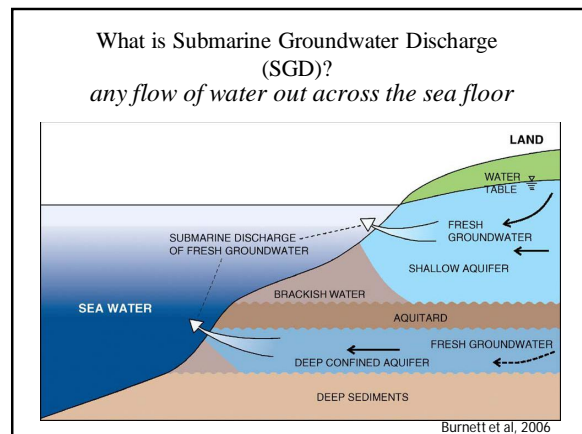 What is Submarine Groundwater Discharge
(SGD)?
any flow of water out across the sea floor
LAND
WATER
TABLE
FRESH
GROUNDWATER
SUBMARINE DISCHARGE
OF FRESH GROUNDWATER
SHALLOW AQUIFER
BRACKISH WATER
SEA WATER
AQUITARD
FRESH GROUNDWATER
DEEP CONFINED AQUIFER
DEEP SEDIMENTS
Burnett et al, 2006